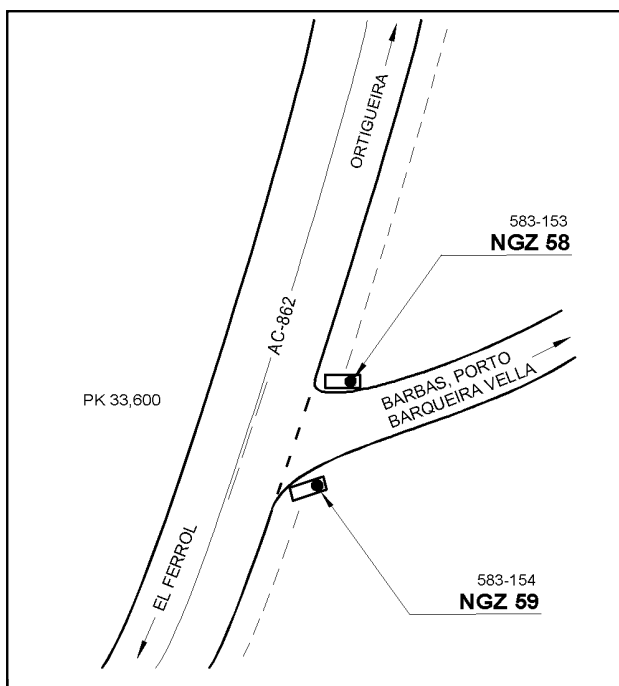 ORTIGUEIRA
583-153
NGZ 58
AC-862
BARBAS, PORTO
BARQUEIRA VELLA
PK 33,600
EL FERROL
583-154
NGZ 59